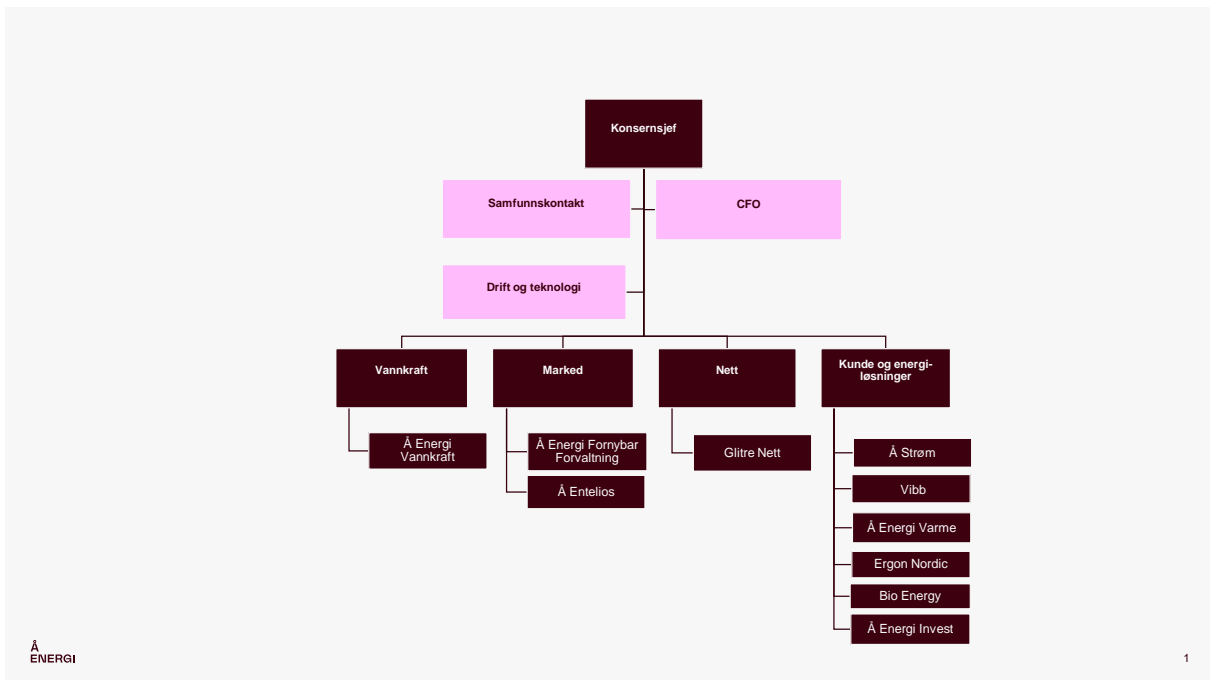 Konsernsjef
Samfunnskontakt
CFO
Drift og teknologi
Vannkraft
Marked
Nett
Kunde og energi-
løsninger
Å Energi
Vannkraft
Å Energi Fornybar
Forvaltning
Å Entelios
Glitre Nett
Å Strøm
Vibb
Å Energi Varme
Ergon Nordic
Bio Energy
Å Energi Invest
Å
ENERGI
1